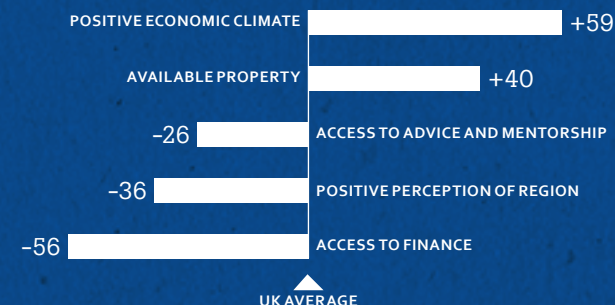 POSITIVE ECONOMIC CLIMATE +59
AVAILABLE PROPERTY +40
-26 ACCESS TO ADVICE AND MENTORSHIP
-36 POSITIVE PERCEPTION OF REGION
-56 ACCESS TO FINANCE
UK AVERAGE